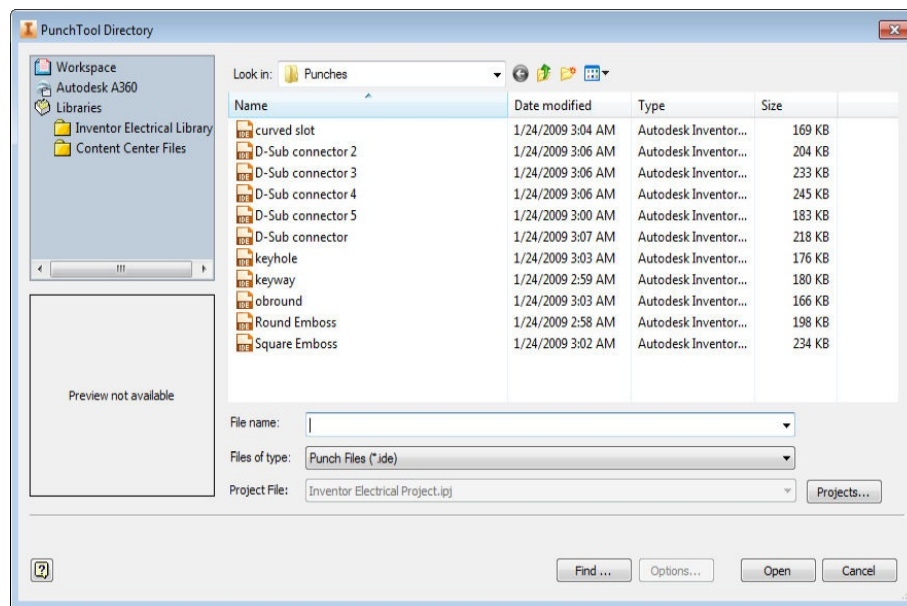 PunchTool Directory
Workspace
Autodesk A360
Libraries
Inventor Electrical Library
Content Center Files
Look in: Punches
Name Date modified Type Size
curved slot 1/24/2009 3:04 AM Autodesk Inventor... 169 KB
D-Sub connector 2 1/24/2009 3:06 AM Autodesk Inventor... 204 KB
D-Sub connector 3 1/24/2009 3:06 AM Autodesk Inventor... 233 KB
D-Sub connector 4 1/24/2009 3:06 AM Autodesk Inventor... 245 KB
D-Sub connector 5 1/24/2009 3:00 AM Autodesk Inventor... 183 KB
D-Sub connector 1/24/2009 3:07 AM Autodesk Inventor... 218 KB
keyhole 1/24/2009 3:03 AM Autodesk Inventor... 176 KB
keyway 1/24/2009 2:59 AM Autodesk Inventor... 180 KB
obround 1/24/2009 3:03 AM Autodesk Inventor... 166 KB
Round Emboss 1/24/2009 2:58 AM Autodesk Inventor... 198 KB
Square Emboss 1/24/2009 3:02 AM Autodesk Inventor... 234 KB
Preview not available
File name:
Files of type: Punch Files (*.ide)
Project File: Inventor Electrical Project.ipj Projects...
Find ... Options... Open Cancel